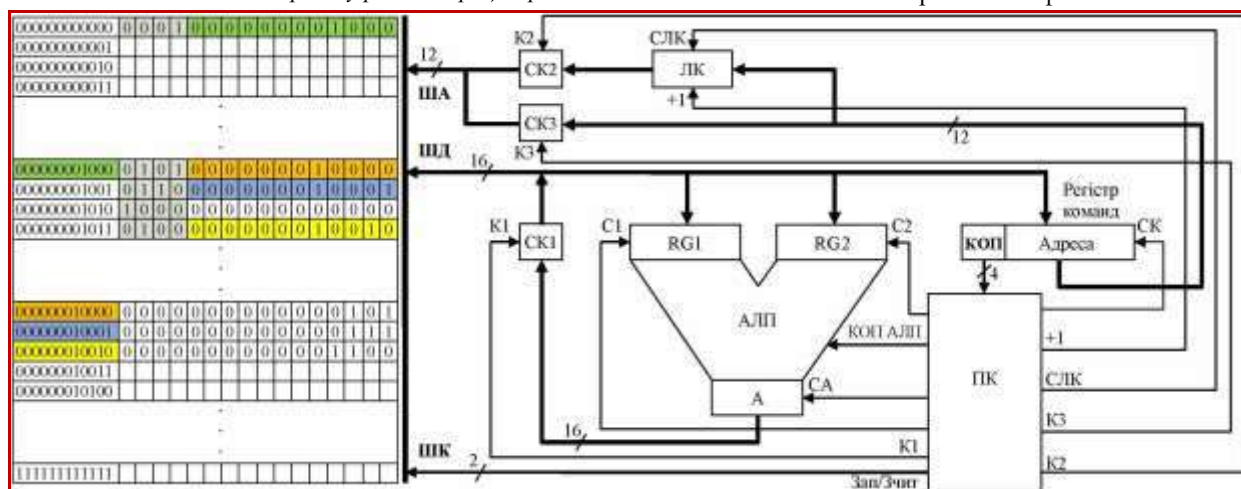 000000000000 0 0 0 1 0 0 0 0 0 0 0 0 1 0 0 0
000000000001
000000000010
000000000011
000000001000 0 1 0 1 0 0 0 0 0 0 0 1 0 0 0 0
000000001001 0 1 1 0 0 0 0 0 0 0 0 1 0 0 0 1
000000001010 1 0 0 0 0 0 0 0 0 0 0 0 0 0 0 0
000000001011 0 1 0 0 0 0 0 0 0 0 0 1 0 0 1 0
000000010000 0 0 0 0 0 0 0 0 0 0 0 0 0 1 0 1
000000010001 0 0 0 0 0 0 0 0 0 0 0 0 0 1 1 1
000000010010 0 0 0 0 0 0 0 0 0 0 0 0 1 1 0 0
000000010011
000000010100
111111111111
К2
СЛК
12
СК2
ЛК
ША
+1
СК3
12
К3
ШД
16
Регістр
команд
К1
С1
С2
СК
СК1
RG1
RG2
КОП
Адреса
4
АЛП
КОП АЛП
+1
ПК
СА
СЛК
А
16
К3
ШК
К1
2
К2
Зап/Зчит